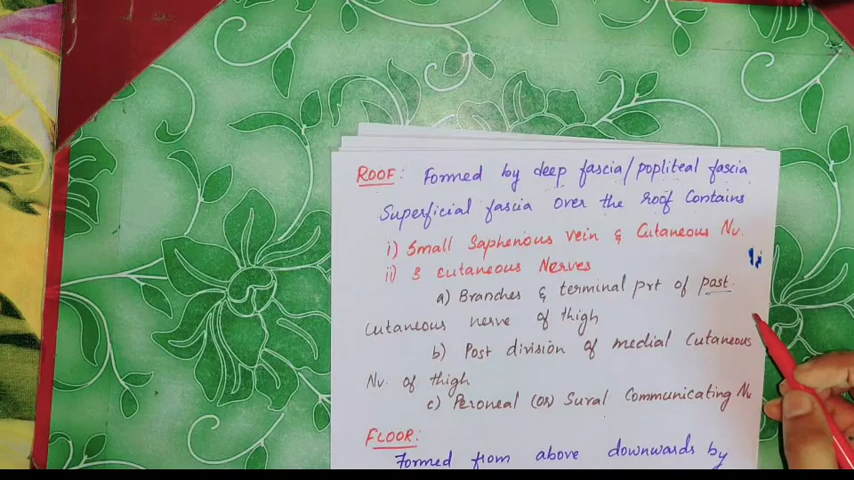 ROOF: Formed by deep fascia/popliteal fascia
Superficial fascia over the roof Contains
i) Small Saphenous vein & Cutaneous Nv.
ii) 3 cutaneous Nerves
a) Branches & terminal prt of post.
cutaneous nerve of thigh
b) Post division of medial Cutaneous
Nv. of thigh
c) Peroneal (or) Sural Communicating Nv
FLOOR:
Formed from above downwards by